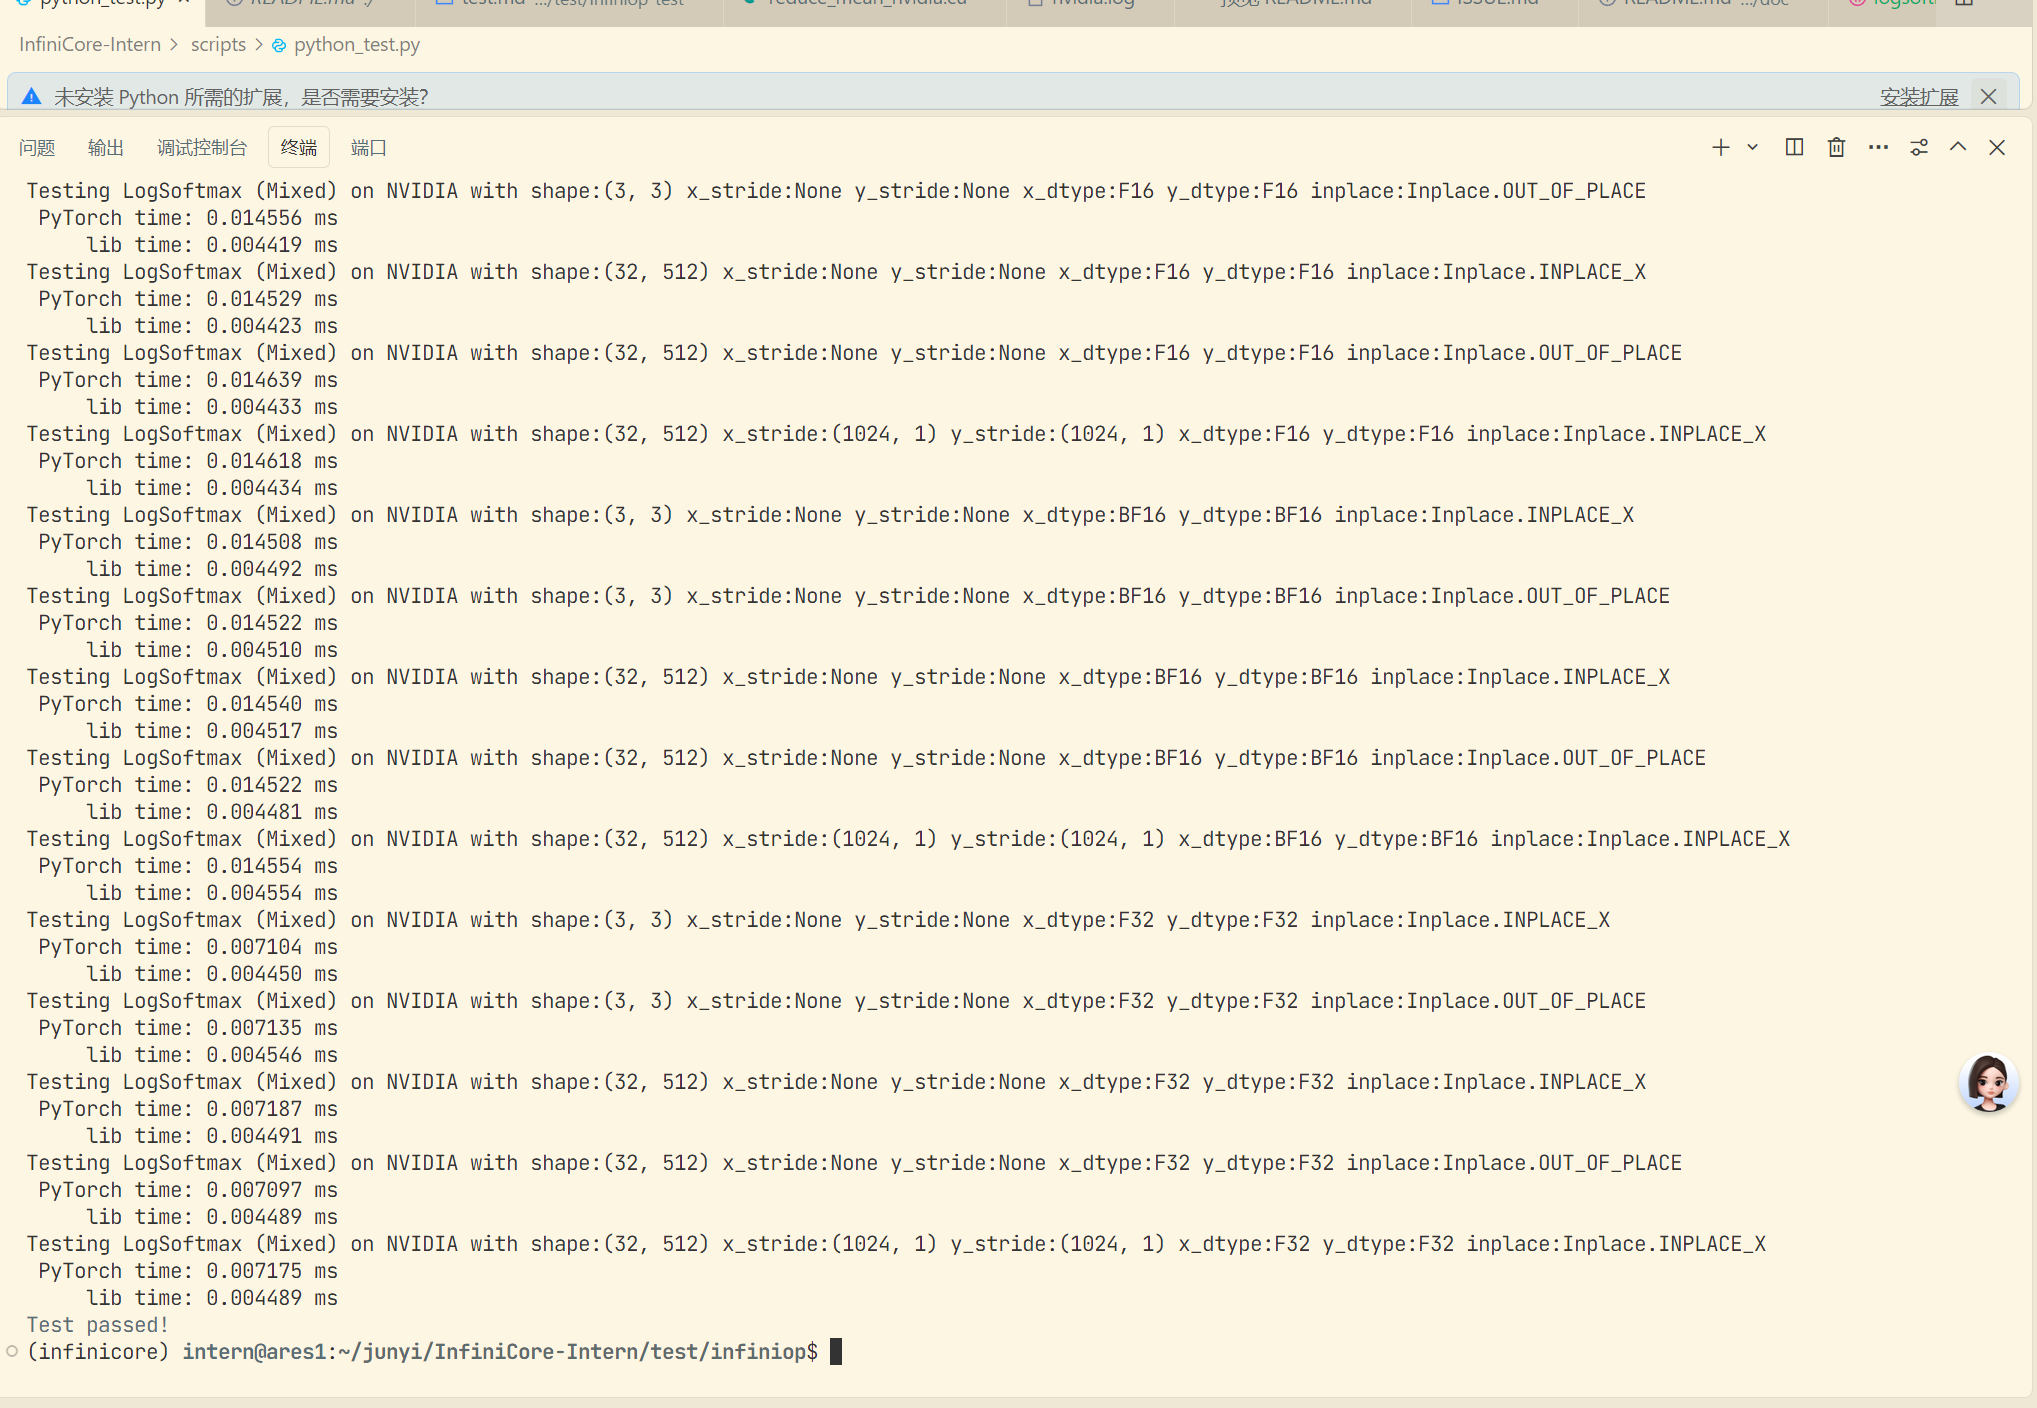 python_test.py
README.md ./
test.md .../test/infiniop-test
reduce_mean_nvidia.cu
nvidia.log
README.md
ISSUE.md
README.md .../doc
InfiniCore-Intern > scripts > python_test.py
未安装 Python 所需的扩展，是否需要安装？
安装扩展
问题 输出 调试控制台 终端 端口
Testing LogSoftmax (Mixed) on NVIDIA with shape:(3, 3) x_stride:None y_stride:None x_dtype:F16 y_dtype:F16 inplace:Inplace.OUT_OF_PLACE
PyTorch time: 0.014556 ms
lib time: 0.004419 ms
Testing LogSoftmax (Mixed) on NVIDIA with shape:(32, 512) x_stride:None y_stride:None x_dtype:F16 y_dtype:F16 inplace:Inplace.INPLACE_X
PyTorch time: 0.014529 ms
lib time: 0.004423 ms
Testing LogSoftmax (Mixed) on NVIDIA with shape:(32, 512) x_stride:None y_stride:None x_dtype:F16 y_dtype:F16 inplace:Inplace.OUT_OF_PLACE
PyTorch time: 0.014639 ms
lib time: 0.004433 ms
Testing LogSoftmax (Mixed) on NVIDIA with shape:(32, 512) x_stride:(1024, 1) y_stride:(1024, 1) x_dtype:F16 y_dtype:F16 inplace:Inplace.INPLACE_X
PyTorch time: 0.014618 ms
lib time: 0.004434 ms
Testing LogSoftmax (Mixed) on NVIDIA with shape:(3, 3) x_stride:None y_stride:None x_dtype:BF16 y_dtype:BF16 inplace:Inplace.INPLACE_X
PyTorch time: 0.014508 ms
lib time: 0.004492 ms
Testing LogSoftmax (Mixed) on NVIDIA with shape:(3, 3) x_stride:None y_stride:None x_dtype:BF16 y_dtype:BF16 inplace:Inplace.OUT_OF_PLACE
PyTorch time: 0.014522 ms
lib time: 0.004510 ms
Testing LogSoftmax (Mixed) on NVIDIA with shape:(32, 512) x_stride:None y_stride:None x_dtype:BF16 y_dtype:BF16 inplace:Inplace.INPLACE_X
PyTorch time: 0.014540 ms
lib time: 0.004517 ms
Testing LogSoftmax (Mixed) on NVIDIA with shape:(32, 512) x_stride:None y_stride:None x_dtype:BF16 y_dtype:BF16 inplace:Inplace.OUT_OF_PLACE
PyTorch time: 0.014522 ms
lib time: 0.004481 ms
Testing LogSoftmax (Mixed) on NVIDIA with shape:(32, 512) x_stride:(1024, 1) y_stride:(1024, 1) x_dtype:BF16 y_dtype:BF16 inplace:Inplace.INPLACE_X
PyTorch time: 0.014554 ms
lib time: 0.004554 ms
Testing LogSoftmax (Mixed) on NVIDIA with shape:(3, 3) x_stride:None y_stride:None x_dtype:F32 y_dtype:F32 inplace:Inplace.INPLACE_X
PyTorch time: 0.007104 ms
lib time: 0.004450 ms
Testing LogSoftmax (Mixed) on NVIDIA with shape:(3, 3) x_stride:None y_stride:None x_dtype:F32 y_dtype:F32 inplace:Inplace.OUT_OF_PLACE
PyTorch time: 0.007135 ms
lib time: 0.004546 ms
Testing LogSoftmax (Mixed) on NVIDIA with shape:(32, 512) x_stride:None y_stride:None x_dtype:F32 y_dtype:F32 inplace:Inplace.INPLACE_X
PyTorch time: 0.007187 ms
lib time: 0.004491 ms
Testing LogSoftmax (Mixed) on NVIDIA with shape:(32, 512) x_stride:None y_stride:None x_dtype:F32 y_dtype:F32 inplace:Inplace.OUT_OF_PLACE
PyTorch time: 0.007097 ms
lib time: 0.004489 ms
Testing LogSoftmax (Mixed) on NVIDIA with shape:(32, 512) x_stride:(1024, 1) y_stride:(1024, 1) x_dtype:F32 y_dtype:F32 inplace:Inplace.INPLACE_X
PyTorch time: 0.007175 ms
lib time: 0.004489 ms
Test passed!
(infinicore) intern@ares1:~/junyi/InfiniCore-Intern/test/infiniop$